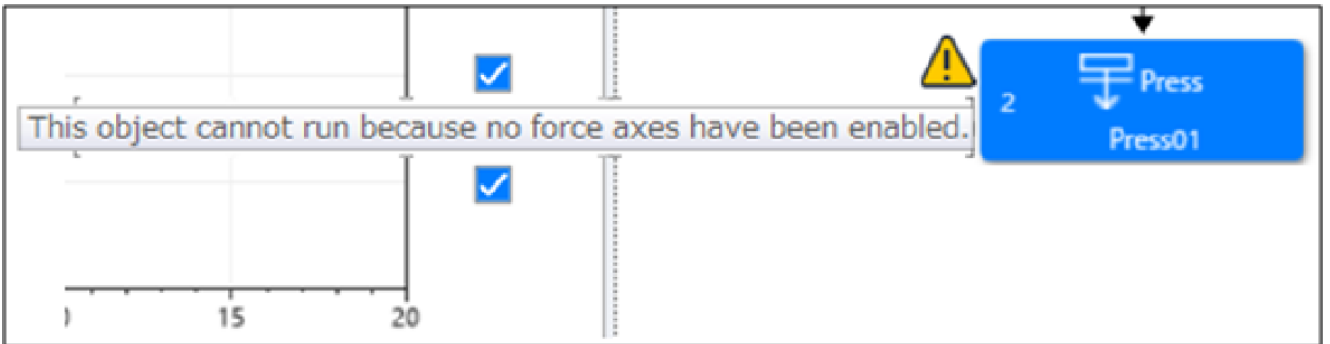 Press
2
This object cannot run because no force axes have been enabled.
Press01
15 20